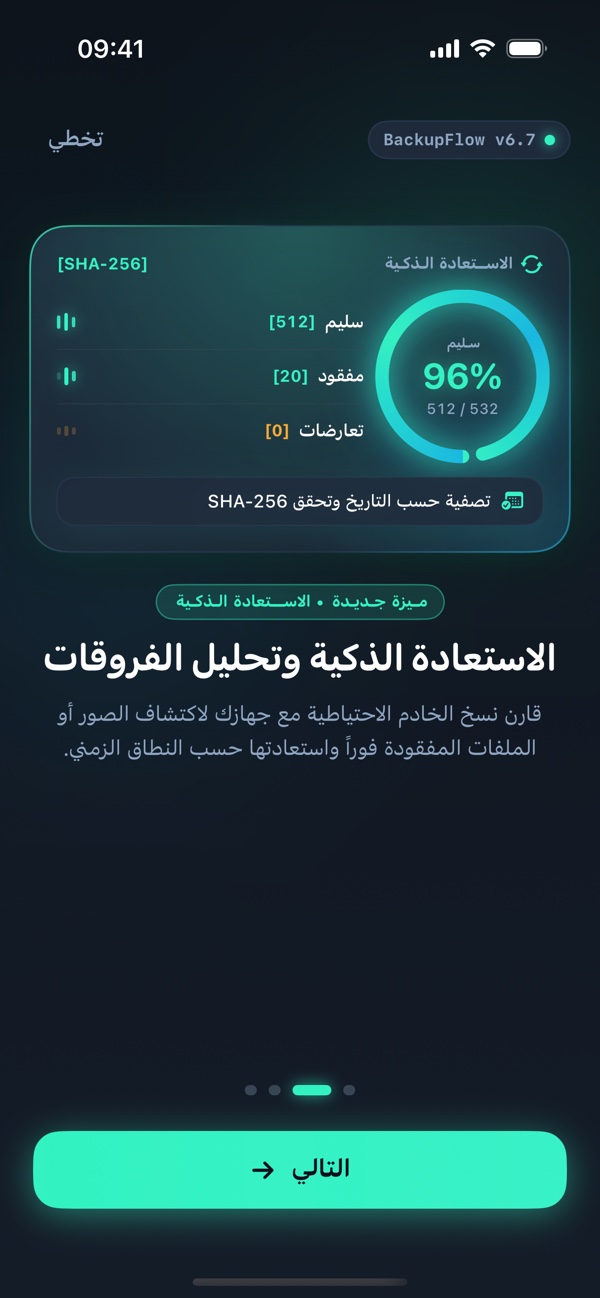 09:41
BackupFlow v6.7
تخطي
الاستعادة الذكية
[SHA-256]
سليم [512]
مفقود [20]
تعارضات [0]
سليم
96%
512 / 532
تصفية حسب التاريخ وتحقق SHA-256
ميزة جديدة • الاستعادة الذكية
الاستعادة الذكية وتحليل الفروقات
قارن نسخ الخادم الاحتياطية مع جهازك لاكتشاف الصور أو
الملفات المفقودة فوراً واستعادتها حسب النطاق الزمني.
التالي →